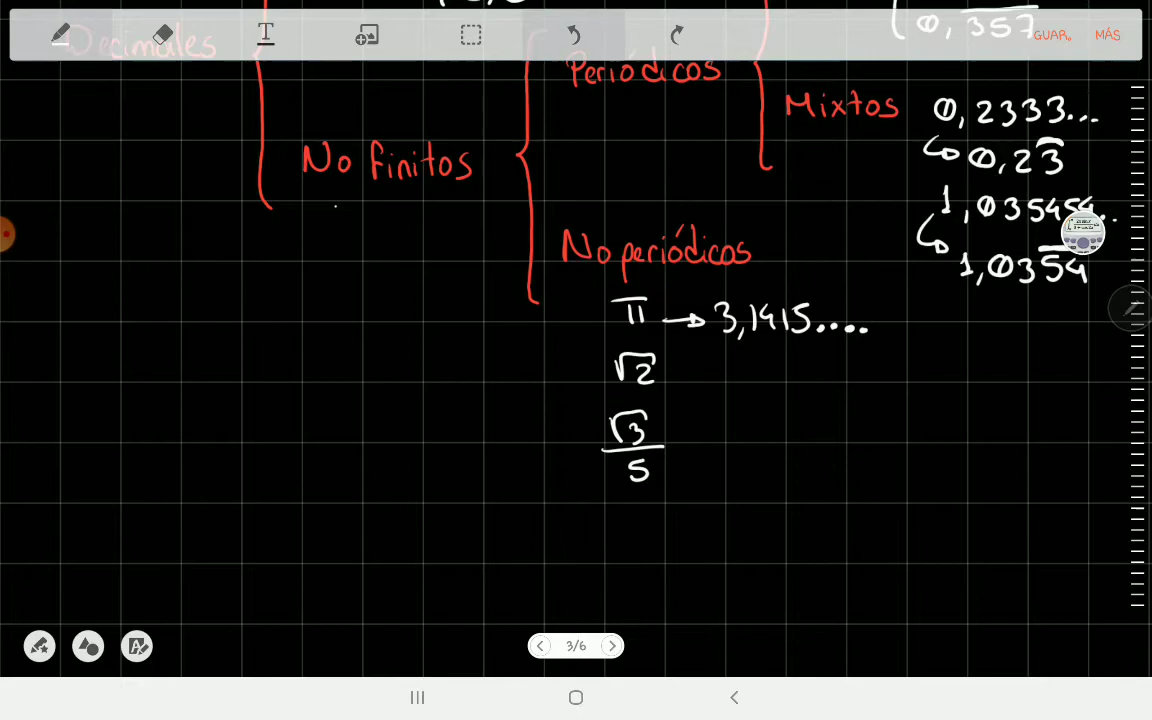 0, 357
GUAR.
MÁS
Decimales
Periódicos
Mixtos
0, 2333...
0, 23
No finitos
1, 035454...
1, 0354
No periódicos
π → 3,1415....
√2
√3
5
3/6